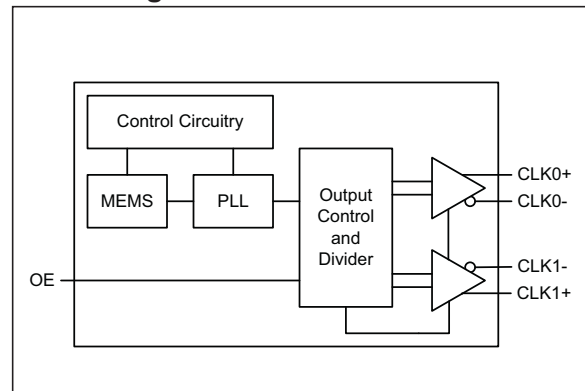 Control Circuitry
MEMS
PLL
Output
Control
and
Divider
CLK0+
CLK0-
CLK1-
CLK1+
OE